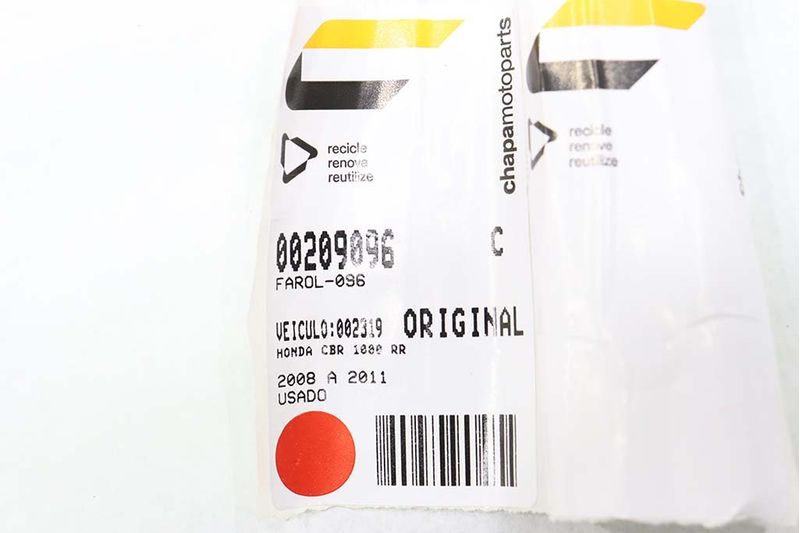 chapamotoparts
recicle
renove
reutilize
recicle
renove
reutilize
00209096 C
FAROL-096
VEICULO:002319 ORIGINAL
HONDA CBR 1000 RR
2008 A 2011
USADO